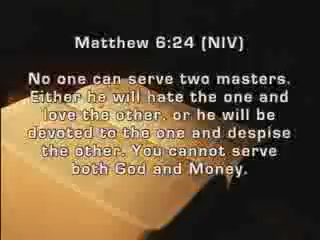 Matthew 6:24 (NIV)
No one can serve two masters.
Either he will hate the one and
love the other, or he will be
devoted to the one and despise
the other. You cannot serve
both God and Money.